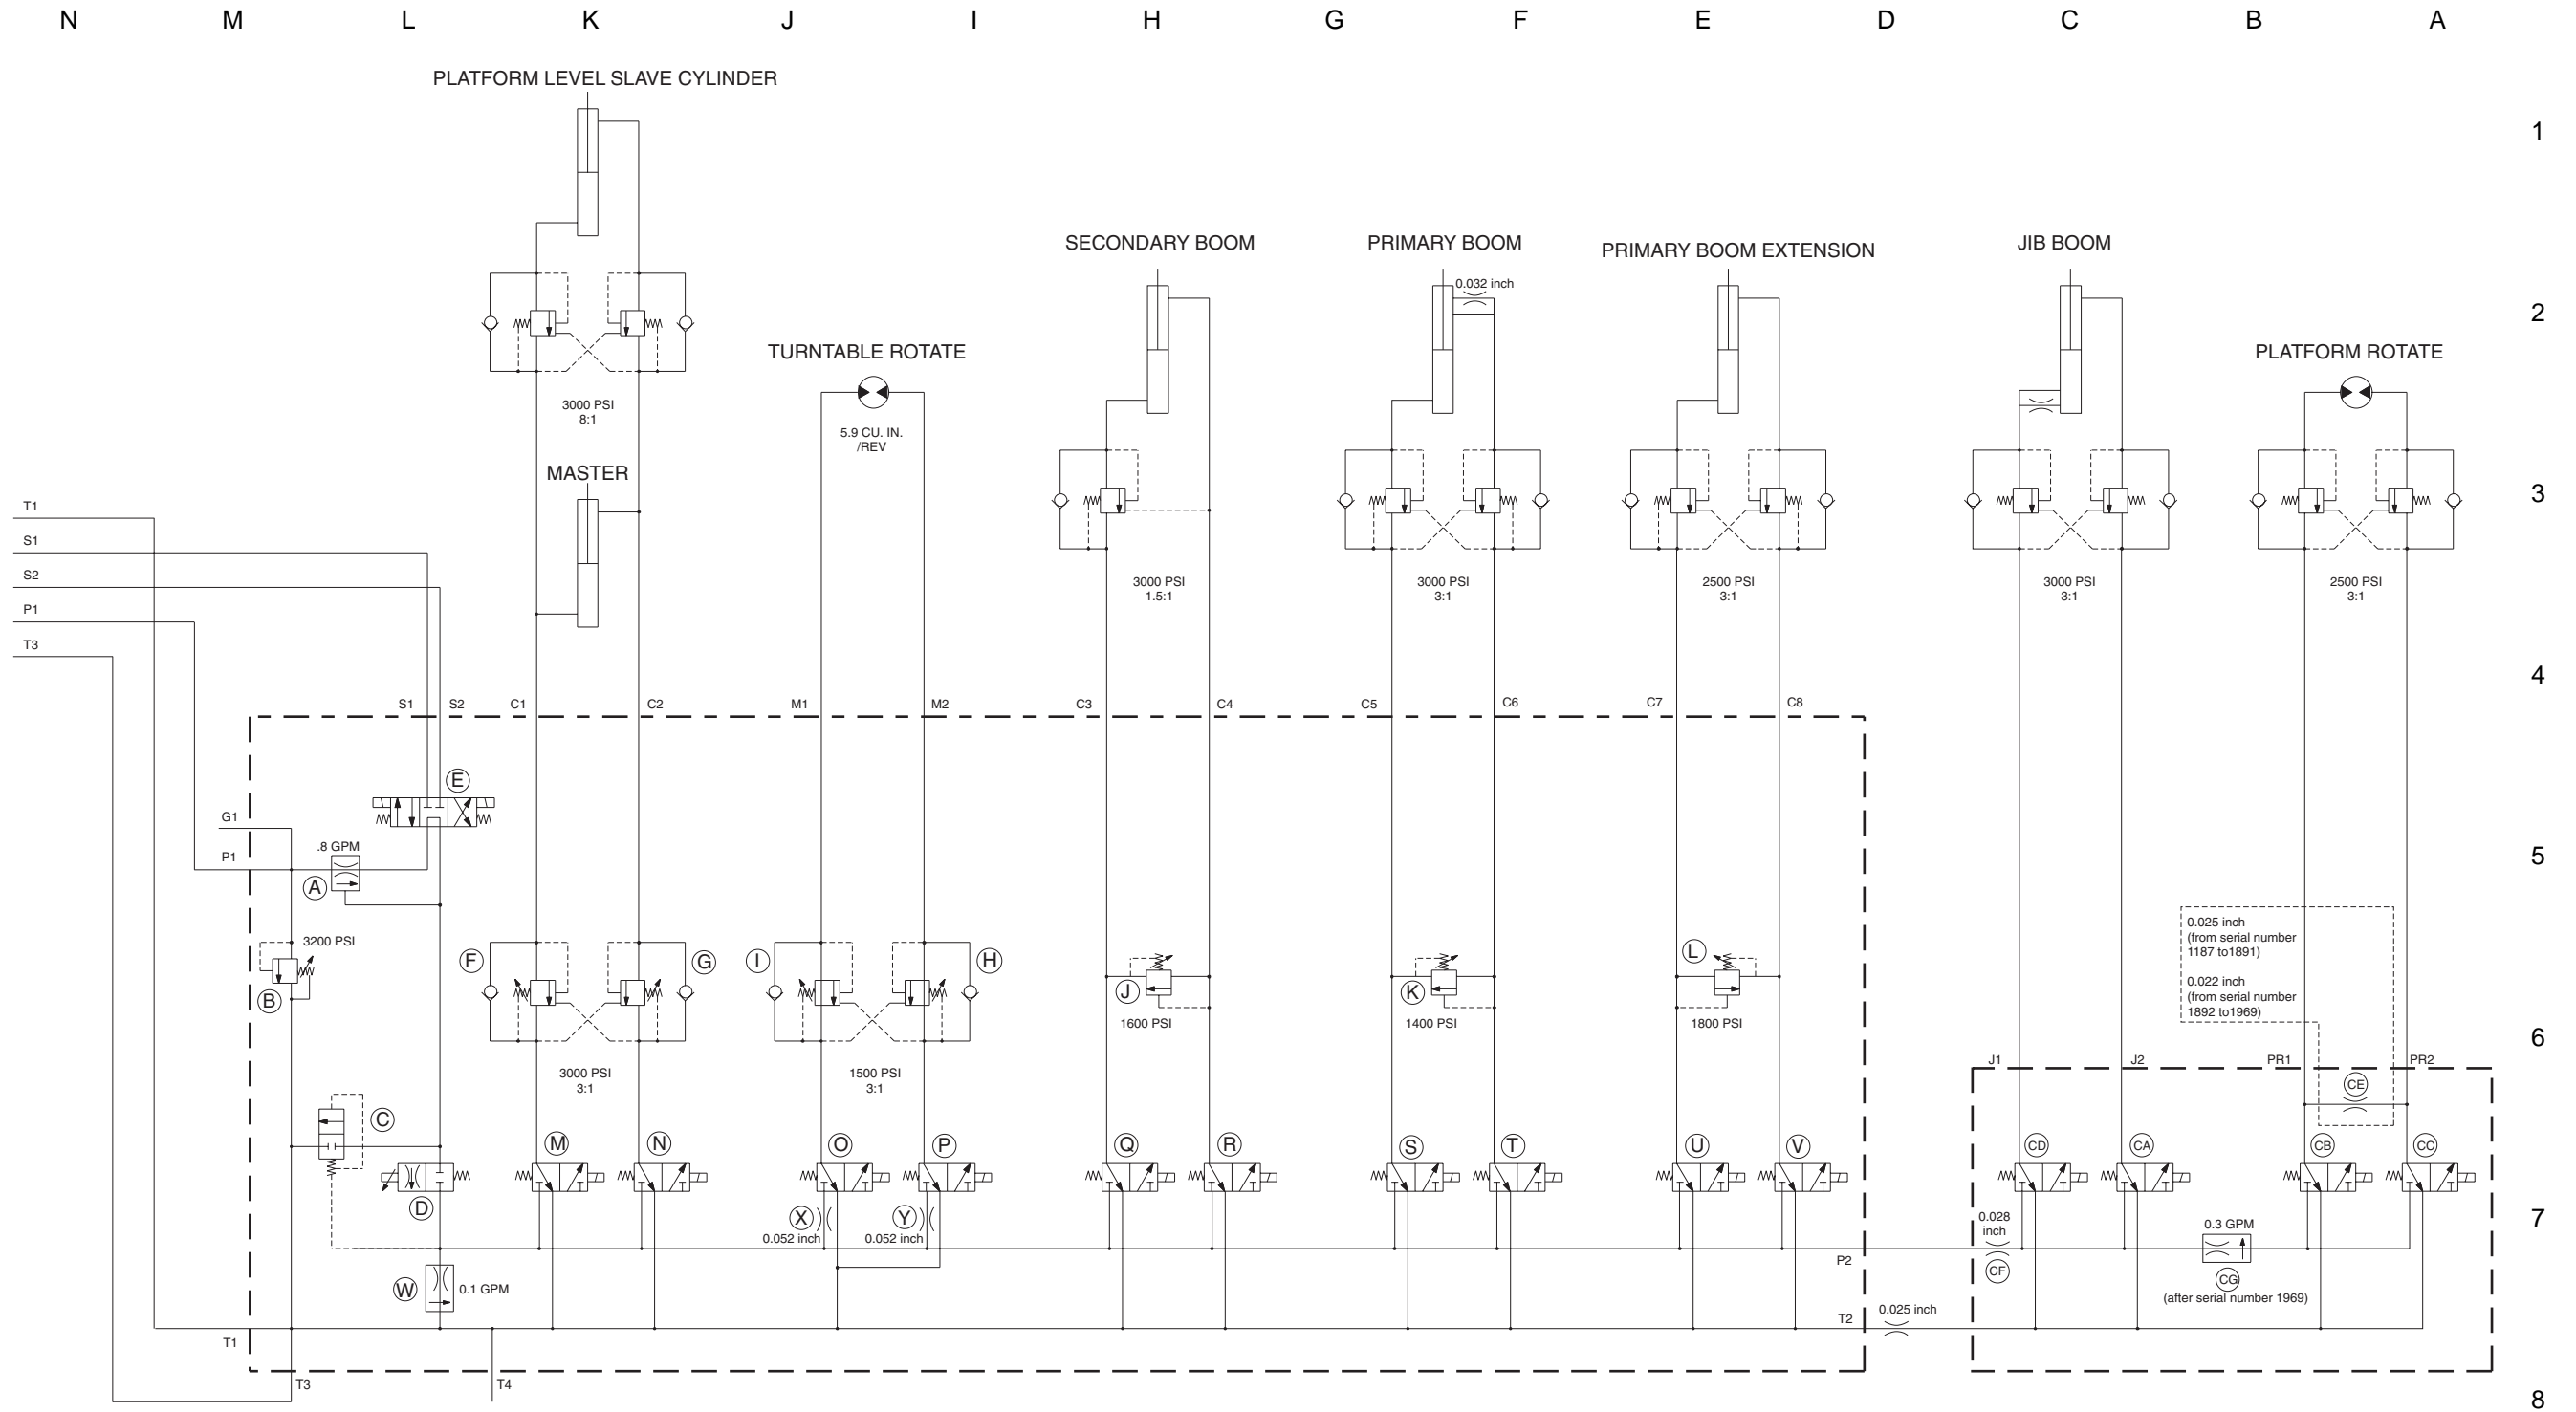 N M L K J I H G F E D C B A
PLATFORM LEVEL SLAVE CYLINDER
1
SECONDARY BOOM
PRIMARY BOOM
PRIMARY BOOM EXTENSION
JIB BOOM
0.032 inch
2
TURNTABLE ROTATE
PLATFORM ROTATE
3000 PSI
8:1
5.9 CU. IN.
/REV
MASTER
3
T1
S1
S2
P1
T3
3000 PSI
1.5:1
3000 PSI
3:1
2500 PSI
3:1
3000 PSI
3:1
2500 PSI
3:1
4
S1 S2 C1 C2 M1 M2 C3 C4 C5 C6 C7 C8
E
G1
P1
.8 GPM
A
5
0.025 inch
(from serial number
1187 to1891)
0.022 inch
(from serial number
1892 to1969)
3200 PSI
B
F G I H
J K L
1600 PSI
1400 PSI
1800 PSI
6
3000 PSI
3:1
1500 PSI
3:1
J1 J2 PR1 PR2
CE
C
M N O P Q R S T U V CD CA CB CC
D
X Y
0.052 inch 0.052 inch
0.028
inch
0.3 GPM
7
P2
CF
CG
(after serial number 1969)
W 0.1 GPM
T2 0.025 inch
T1
T3 T4
8